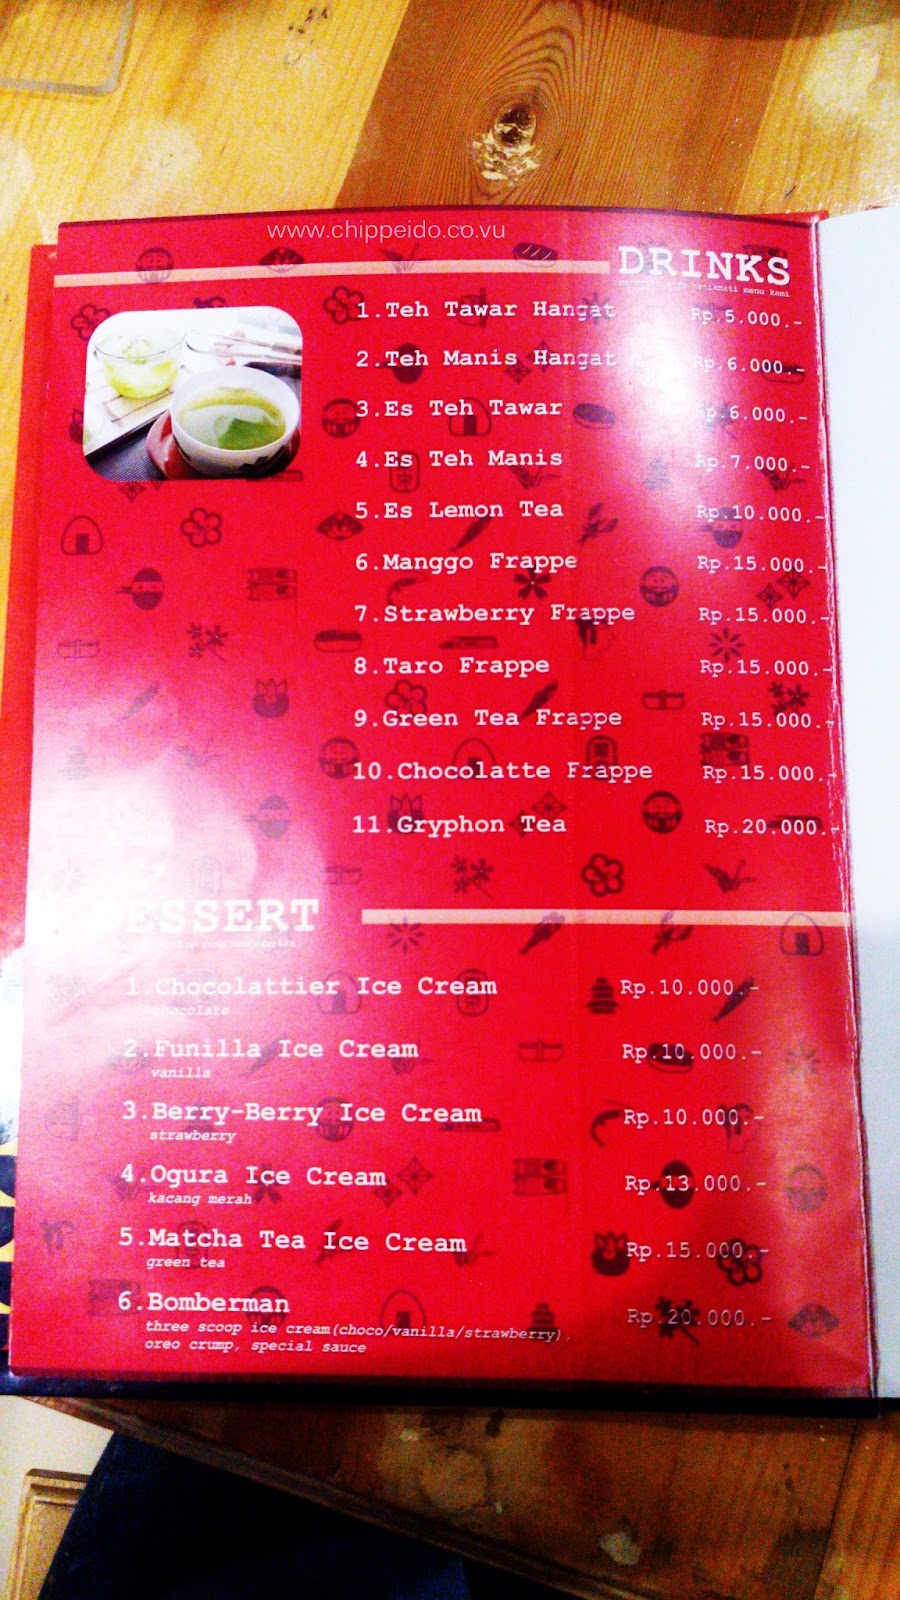 www.chippeido.co.vu
DRINKS
menu kami
1.Teh Tawar Hangat Rp.5.000.-
2.Teh Manis Hangat Rp.6.000.-
3.Es Teh Tawar Rp.6.000.-
4.Es Teh Manis Rp.7.000.-
5.Es Lemon Tea Rp.10.000.-
6.Manggo Frappe Rp.15.000.-
7.Strawberry Frappe Rp.15.000.-
8.Taro Frappe Rp.15.000.-
9.Green Tea Frappe Rp.15.000.-
10.Chocolatte Frappe Rp.15.000.-
11.Gryphon Tea Rp.20.000.-
DESSERT
1.Chocolattier Ice Cream Rp.10.000.-
chocolate
2.Funilla Ice Cream Rp.10.000.-
vanilla
3.Berry-Berry Ice Cream Rp.10.000.-
strawberry
4.Ogura Ice Cream Rp.13.000.-
kacang merah
5.Matcha Tea Ice Cream Rp.15.000.-
green tea
6.Bomberman Rp.20.000.-
three scoop ice cream(choco/vanilla/strawberry),
oreo crump, special sauce